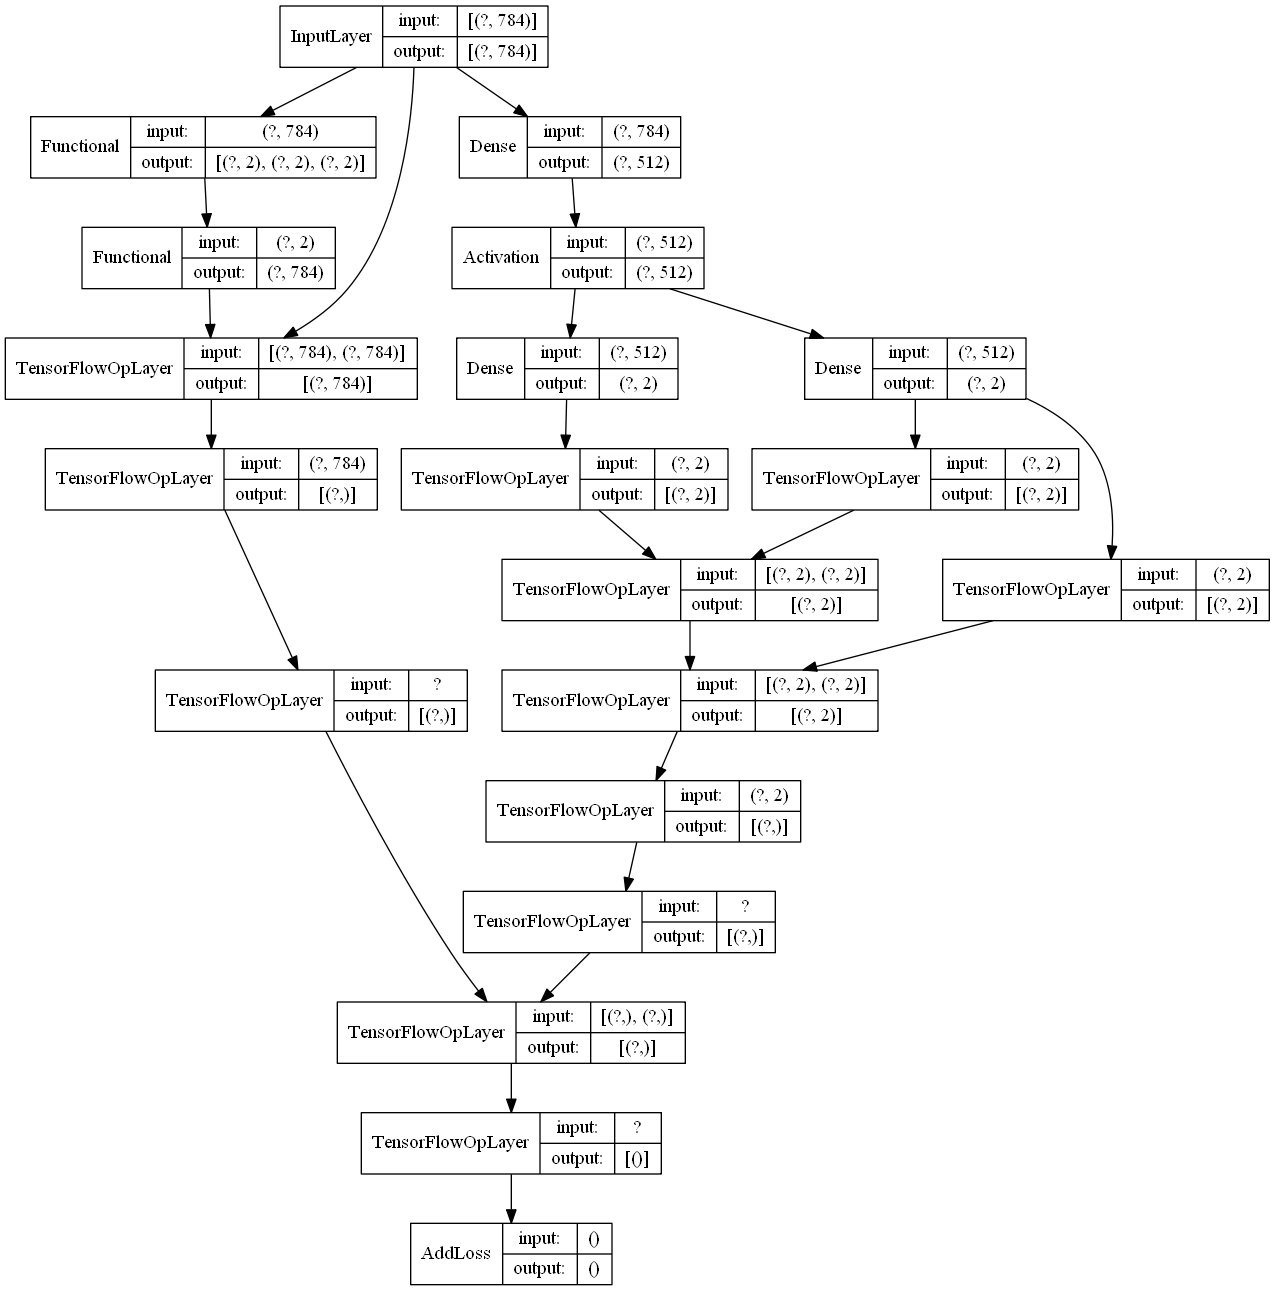 InputLayer input: [(?, 784)]
output: [(?, 784)]
Functional input: (?, 784)
output: [(?, 2), (?, 2), (?, 2)]
Dense input: (?, 784)
output: (?, 512)
Functional input: (?, 2)
output: (?, 784)
Activation input: (?, 512)
output: (?, 512)
TensorFlowOpLayer input: [(?, 784), (?, 784)]
output: [(?, 784)]
Dense input: (?, 512)
output: (?, 2)
Dense input: (?, 512)
output: (?, 2)
TensorFlowOpLayer input: (?, 784)
output: [(?,)]
TensorFlowOpLayer input: (?, 2)
output: [(?, 2)]
TensorFlowOpLayer input: (?, 2)
output: [(?, 2)]
TensorFlowOpLayer input: [(?, 2), (?, 2)]
output: [(?, 2)]
TensorFlowOpLayer input: (?, 2)
output: [(?, 2)]
TensorFlowOpLayer input: ?
output: [(?,)]
TensorFlowOpLayer input: [(?, 2), (?, 2)]
output: [(?, 2)]
TensorFlowOpLayer input: (?, 2)
output: [(?,)]
TensorFlowOpLayer input: ?
output: [(?,)]
TensorFlowOpLayer input: [(?,), (?,)]
output: [(?,)]
TensorFlowOpLayer input: ?
output: [()]
AddLoss input: ()
output: ()